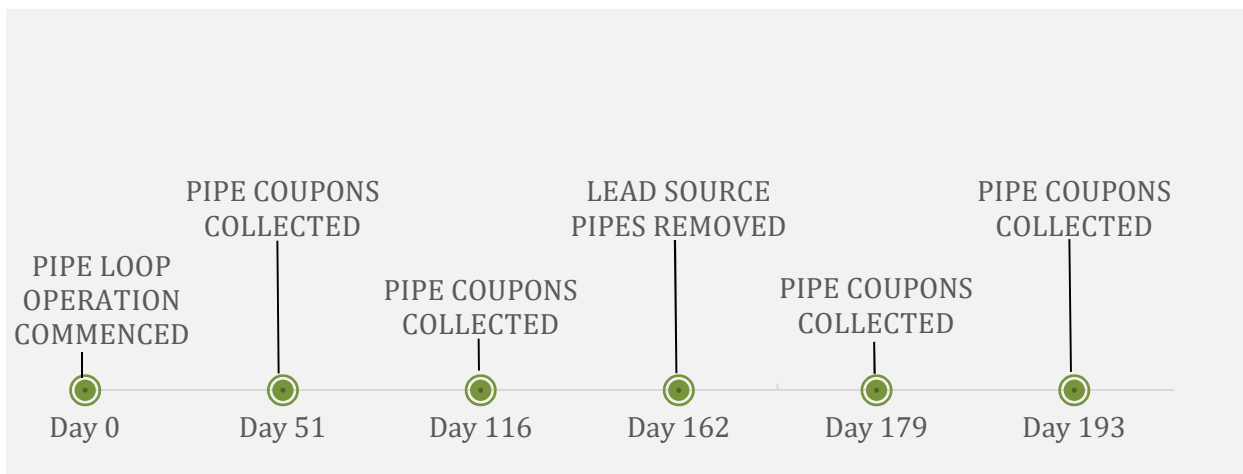 PIPE LOOP
OPERATION
COMMENCED
Day 0
PIPE COUPONS
COLLECTED
Day 51
PIPE COUPONS
COLLECTED
Day 116
LEAD SOURCE
PIPES REMOVED
Day 162
PIPE COUPONS
COLLECTED
Day 179
PIPE COUPONS
COLLECTED
Day 193